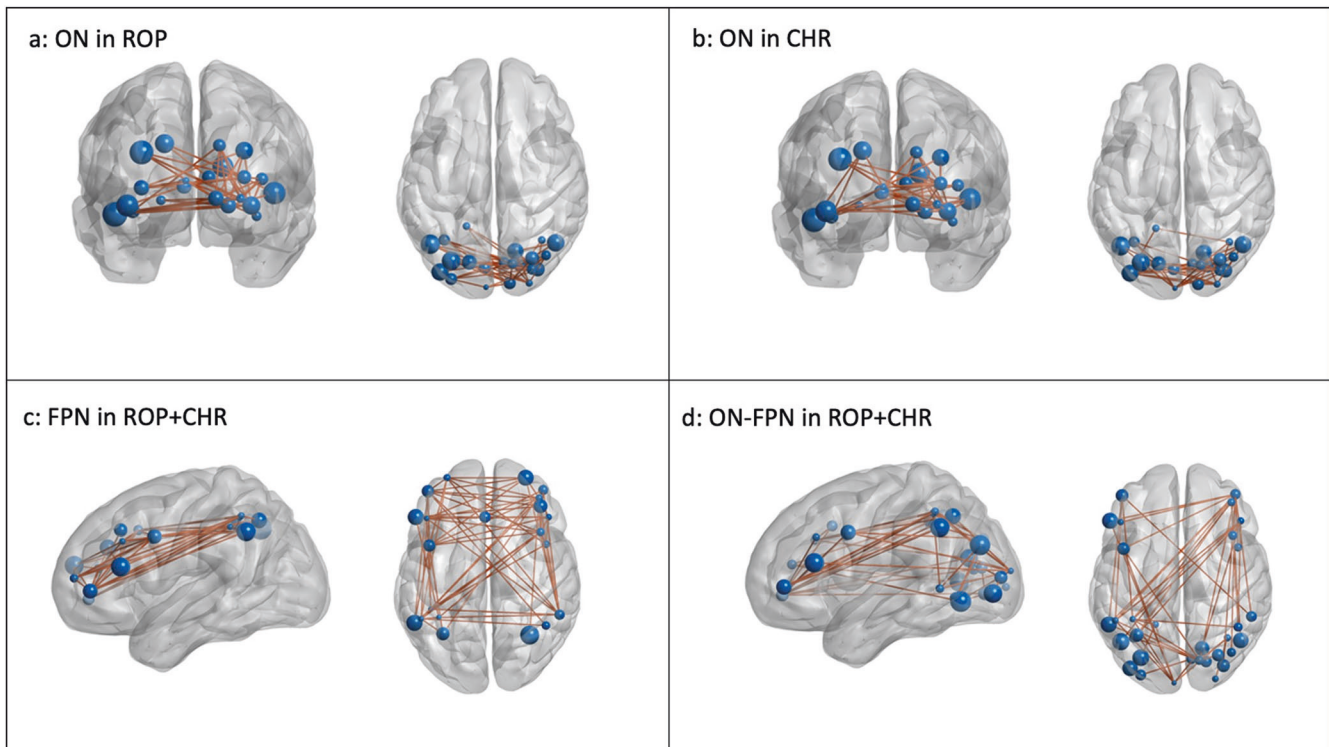 a: ON in ROP
b: ON in CHR
c: FPN in ROP+CHR
d: ON-FPN in ROP+CHR